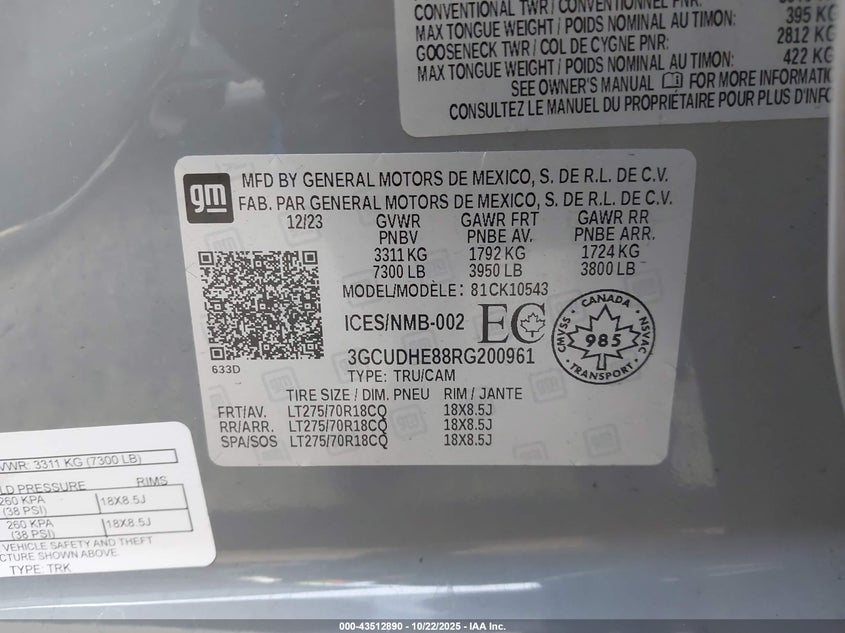 CONVENTIONAL TWR / CONVENTIONNEL PNR:
MAX TONGUE WEIGHT / POIDS NOMINAL AU TIMON: 395 KG
GOOSENECK TWR / COL DE CYGNE PNR: 2812 KG
MAX TONGUE WEIGHT / POIDS NOMINAL AU TIMON: 422 KG
SEE OWNER'S MANUAL FOR MORE INFORMATI
CONSULTEZ LE MANUEL DU PROPRIÉTAIRE POUR PLUS D'INFO
gm
MFD BY GENERAL MOTORS DE MEXICO, S. DE R.L. DE C.V.
FAB. PAR GENERAL MOTORS DE MEXICO, S. DE R.L. DE C.V.
12/23 GVWR GAWR FRT GAWR RR
PNBV PNBE AV. PNBE ARR.
3311 KG 1792 KG 1724 KG
7300 LB 3950 LB 3800 LB
MODEL/MODÈLE: 81CK10543
ICES/NMB-002 EC
CANADA
CMVSS 985 NSVAC
TRANSPORT
633D
3GCUDHE88RG200961
TYPE: TRU/CAM
TIRE SIZE / DIM. PNEU RIM / JANTE
FRT/AV. LT275/70R18CQ 18X8.5J
RR/ARR. LT275/70R18CQ 18X8.5J
SPA/SOS LT275/70R18CQ 18X8.5J
VWR: 3311 KG (7300 LB)
LD PRESSURE RIMS
260 KPA 18X8.5J
(38 PSI)
260 KPA 18X8.5J
(38 PSI)
VEHICLE SAFETY AND THEFT
CTURE SHOWN ABOVE.
TYPE: TRK
000-43512890 - 10/22/2025 - IAA Inc.